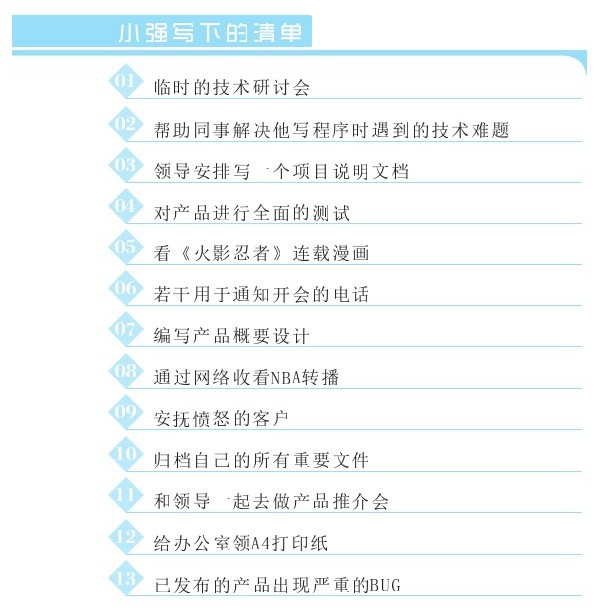 小强写下的清单
01 临时的技术研讨会
02 帮助同事解决他写程序时遇到的技术难题
03 领导安排写一个项目说明文档
04 对产品进行全面的测试
05 看《火影忍者》连载漫画
06 若干用于通知开会的电话
07 编写产品概要设计
08 通过网络收看NBA转播
09 安抚愤怒的客户
10 归档自己的所有重要文件
11 和领导一起去做产品推介会
12 给办公室领A4打印纸
13 已发布的产品出现严重的BUG